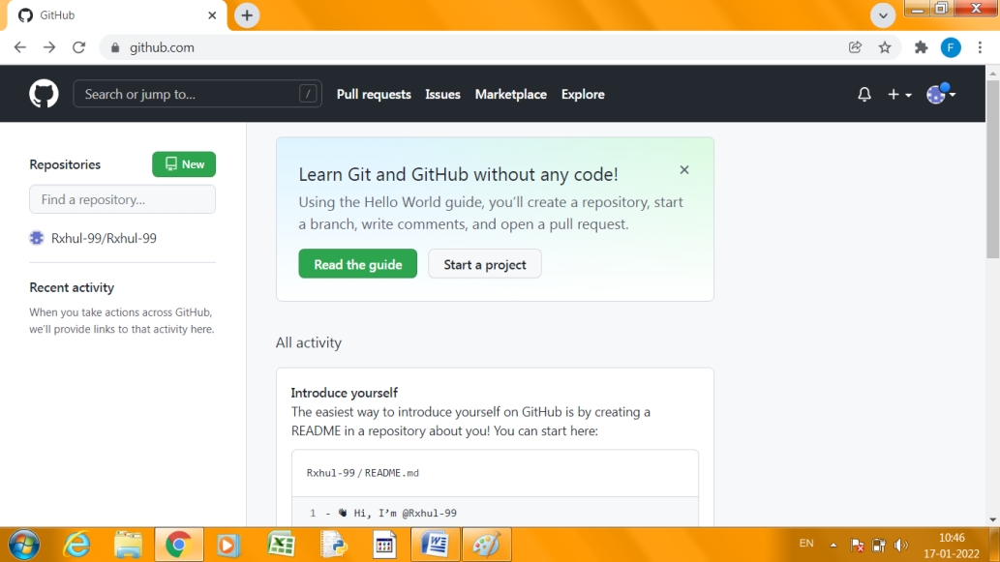 GitHub
github.com
F
Search or jump to... /
Pull requests Issues Marketplace Explore
Repositories
New
Find a repository...
Rxhul-99/Rxhul-99
Recent activity
When you take actions across GitHub,
we'll provide links to that activity here.
Learn Git and GitHub without any code!
Using the Hello World guide, you'll create a repository, start
a branch, write comments, and open a pull request.
Read the guide Start a project
All activity
Introduce yourself
The easiest way to introduce yourself on GitHub is by creating a
README in a repository about you! You can start here:
Rxhul-99/README.md
1 - 👋 Hi, I'm @Rxhul-99
EN
10:46
17-01-2022